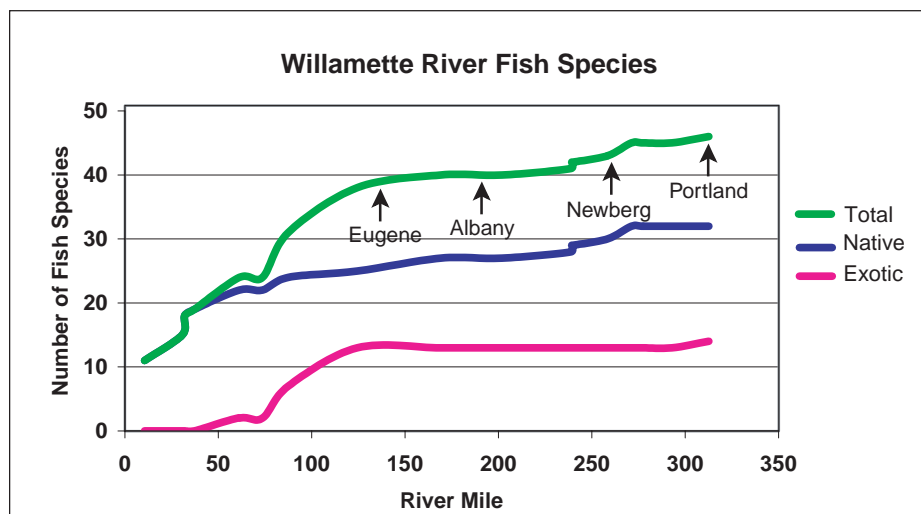 Willamette River Fish Species
Number of Fish Species
50
40
30
20
10
0
0 50 100 150 200 250 300 350
River Mile
Eugene
Albany
Newberg
Portland
Total
Native
Exotic